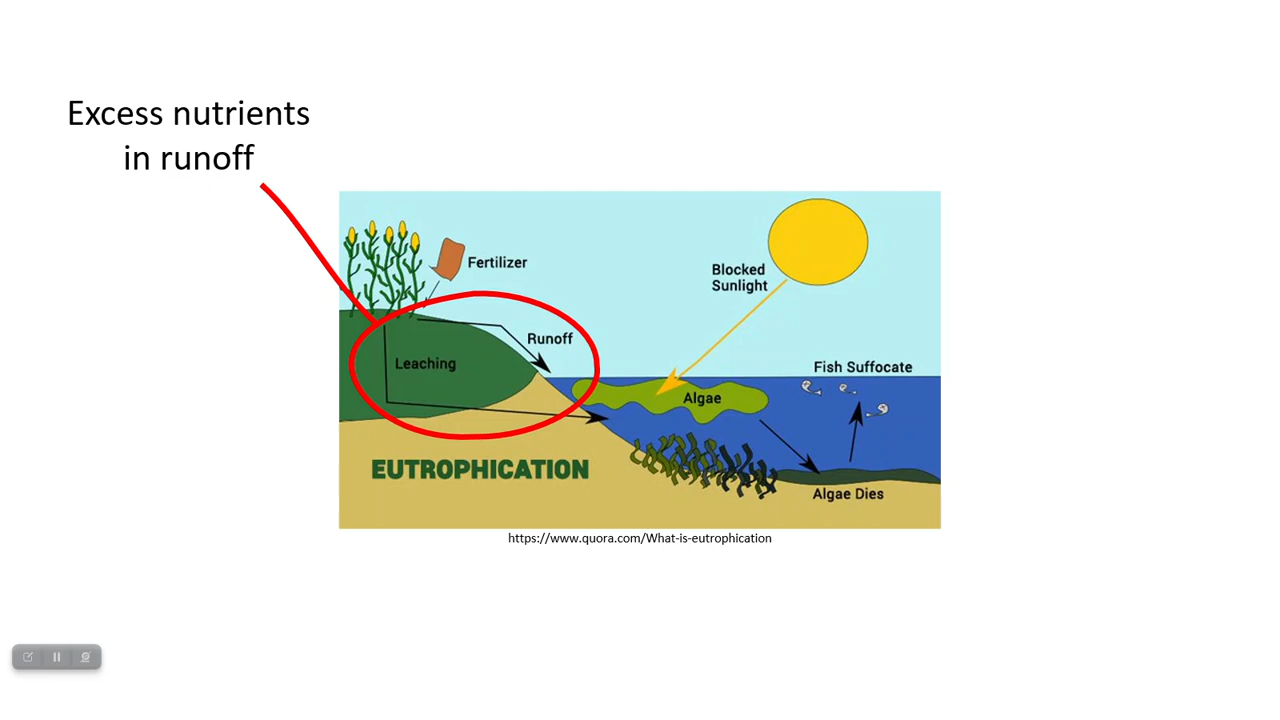 Excess nutrients
in runoff
Fertilizer
Blocked
Sunlight
Runoff
Leaching
Fish Suffocate
Algae
EUTROPHICATION
Algae Dies
https://www.quora.com/What-is-eutrophication